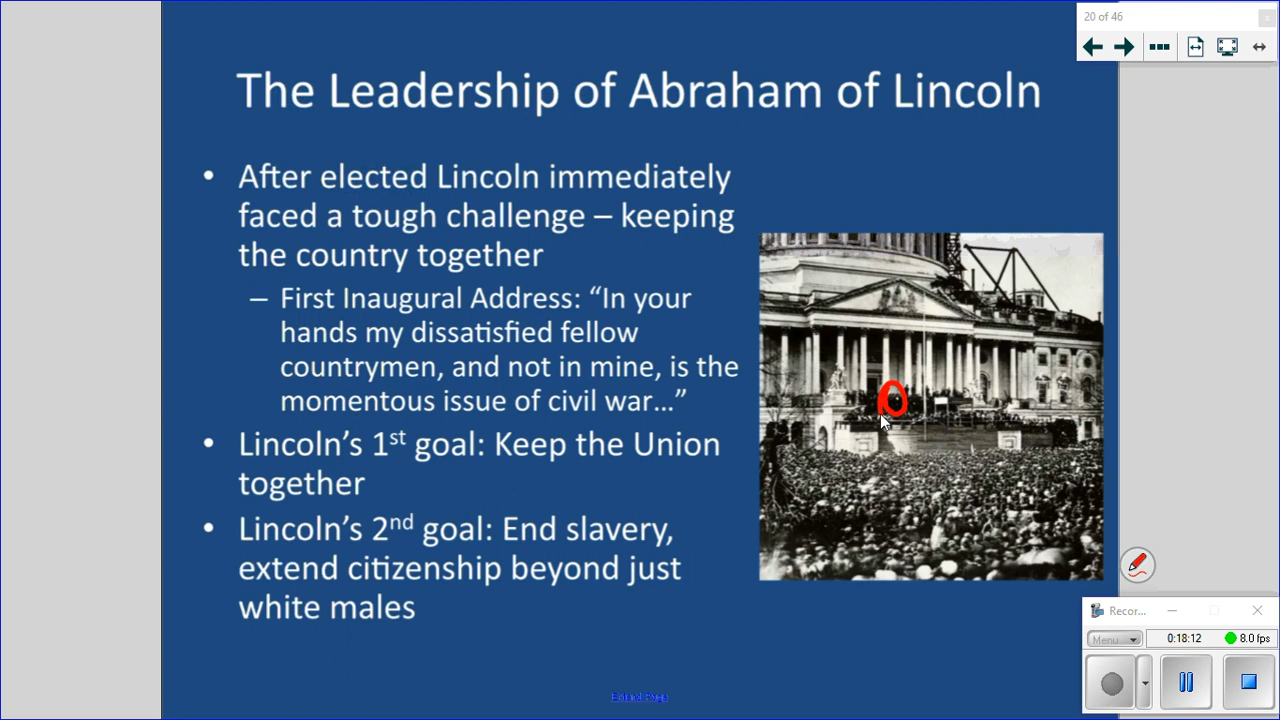 20 of 46
x
The Leadership of Abraham of Lincoln
• After elected Lincoln immediately
faced a tough challenge – keeping
the country together
– First Inaugural Address: “In your
hands my dissatisfied fellow
countrymen, and not in mine, is the
momentous issue of civil war…”
• Lincoln’s 1st goal: Keep the Union
together
• Lincoln’s 2nd goal: End slavery,
extend citizenship beyond just
white males
Extend Page
Recor...
Menu
0:18:12
8.0 fps